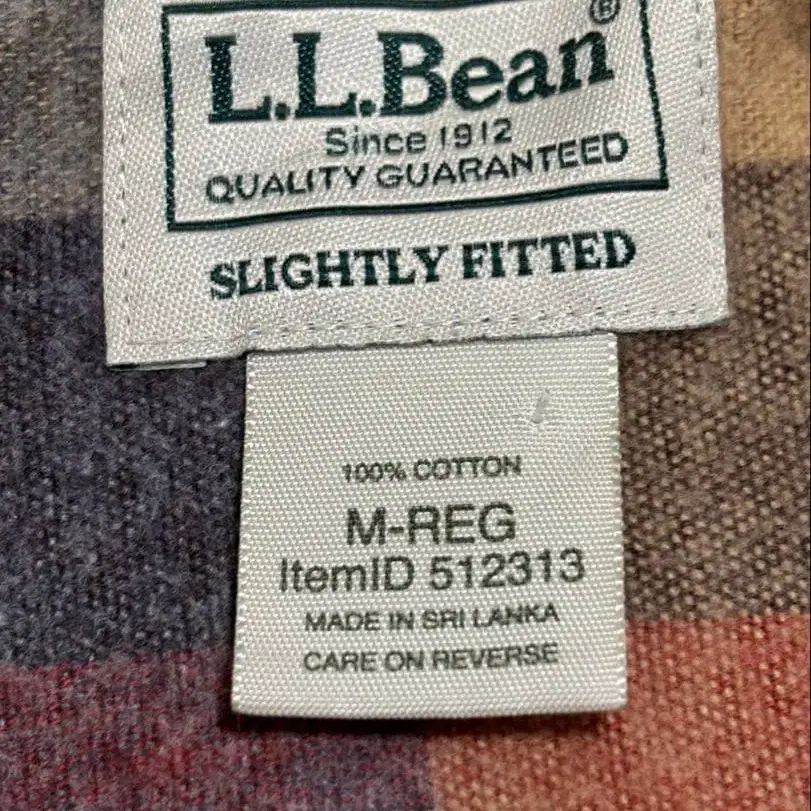 L.L.Bean®
Since 1912
QUALITY GUARANTEED
SLIGHTLY FITTED
100% COTTON
M-REG
ItemID 512313
MADE IN SRI LANKA
CARE ON REVERSE